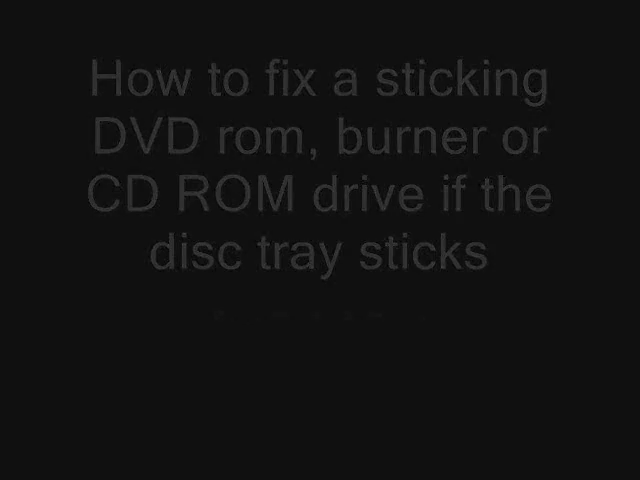 How to fix a sticking
DVD rom, burner or
CD ROM drive if the
disc tray sticks